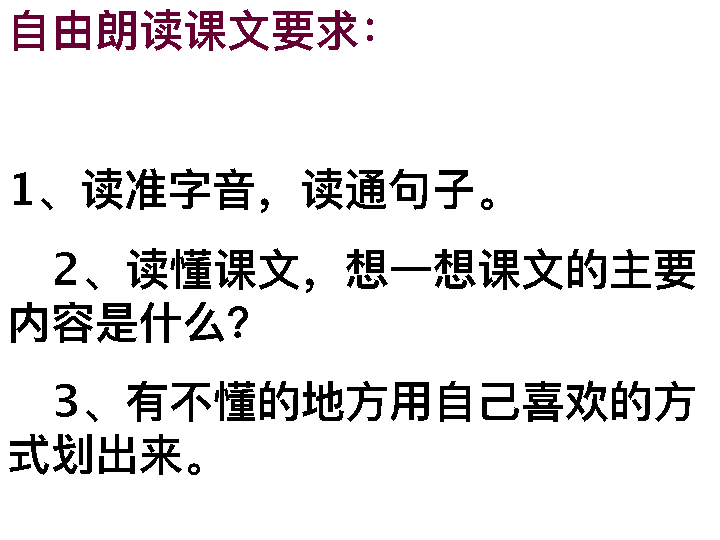 自由朗读课文要求：
1、读准字音，读通句子。
2、读懂课文，想一想课文的主要
内容是什么？
3、有不懂的地方用自己喜欢的方
式划出来。